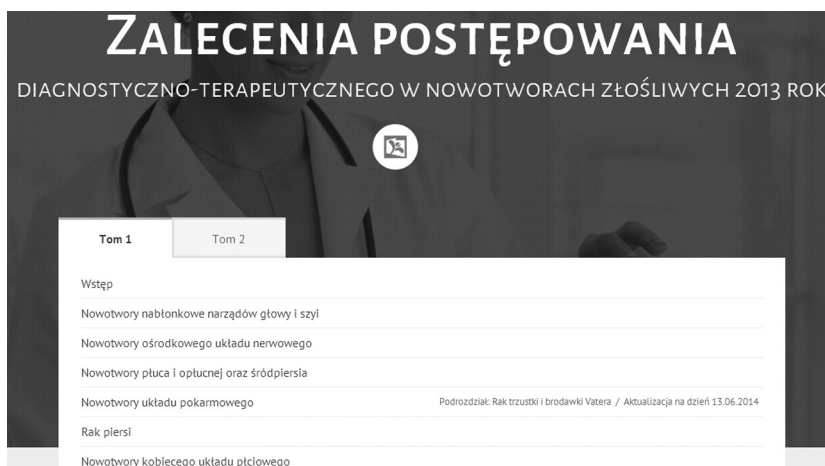 Zalecenia postępowania
diagnostyczno-terapeutycznego w nowotworach złośliwych 2013 rok
Tom 1
Tom 2
Wstęp
Nowotwory nabłonkowe narządów głowy i szyi
Nowotwory ośrodkowego układu nerwowego
Nowotwory płuca i opłucnej oraz śródpiersia
Nowotwory układu pokarmowego Podrozdział: Rak trzustki i brodawki Vatera / Aktualizacja na dzień 13.06.2014
Rak piersi
Nowotwory kobiecego układu płciowego